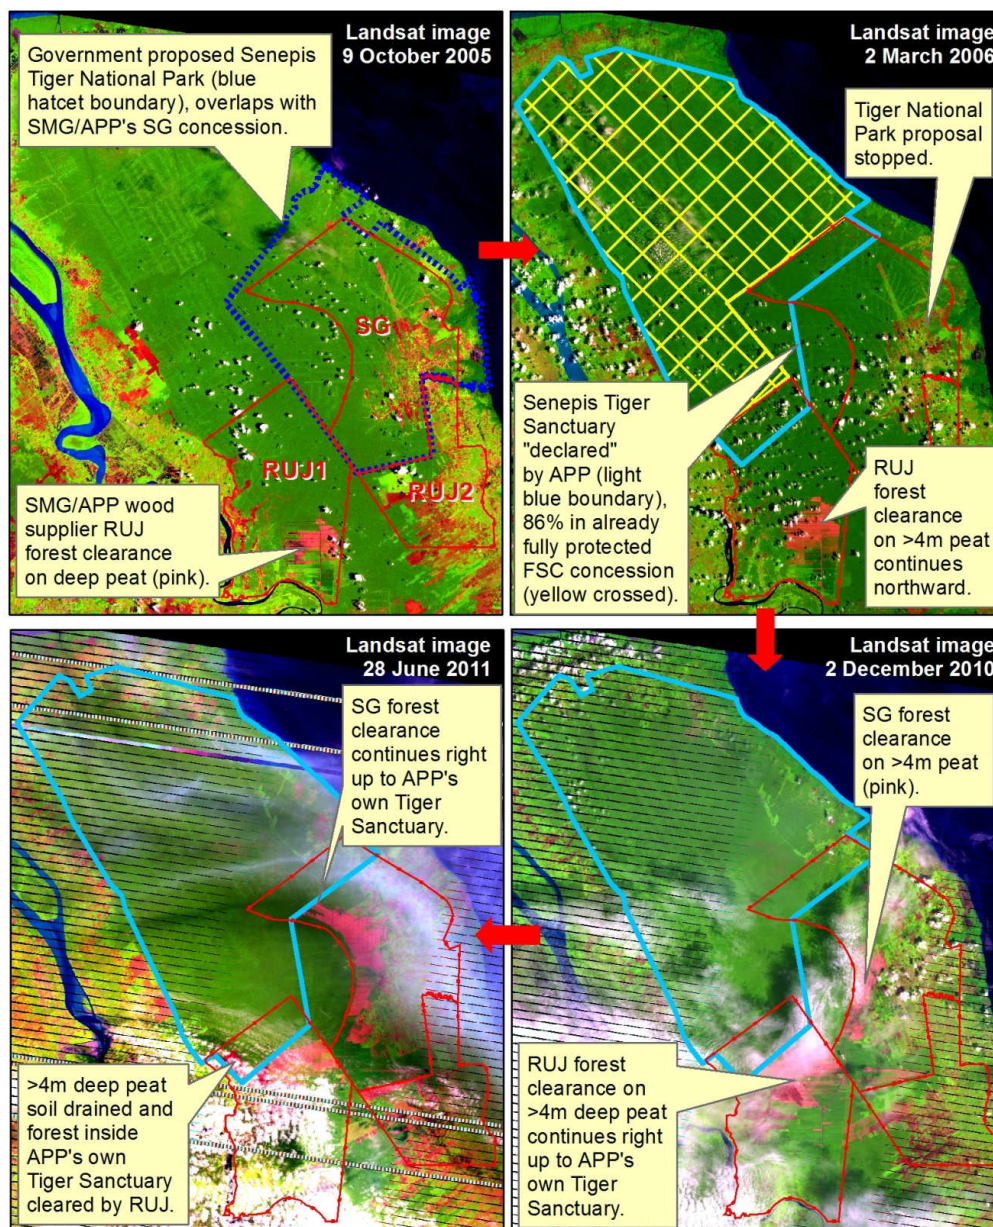 Landsat image
9 October 2005
Government proposed Senepis
Tiger National Park (blue
hatcet boundary), overlaps with
SMG/APP's SG concession.
SG
RUJ1
RUJ2
SMG/APP wood
supplier RUJ
forest clearance
on deep peat (pink).
Landsat image
2 March 2006
Tiger National
Park proposal
stopped.
Senepis Tiger
Sanctuary
"declared"
by APP (light
blue boundary),
86% in already
fully protected
FSC concession
(yellow crossed).
RUJ
forest
clearance
on >4m peat
continues
northward.
Landsat image
28 June 2011
SG forest
clearance
continues right
up to APP's
own Tiger
Sanctuary.
>4m deep peat
soil drained and
forest inside
APP's own
Tiger Sanctuary
cleared by RUJ.
Landsat image
2 December 2010
SG forest
clearance
on >4m peat
(pink).
RUJ forest
clearance on
>4m deep peat
continues right
up to APP's
own Tiger
Sanctuary.